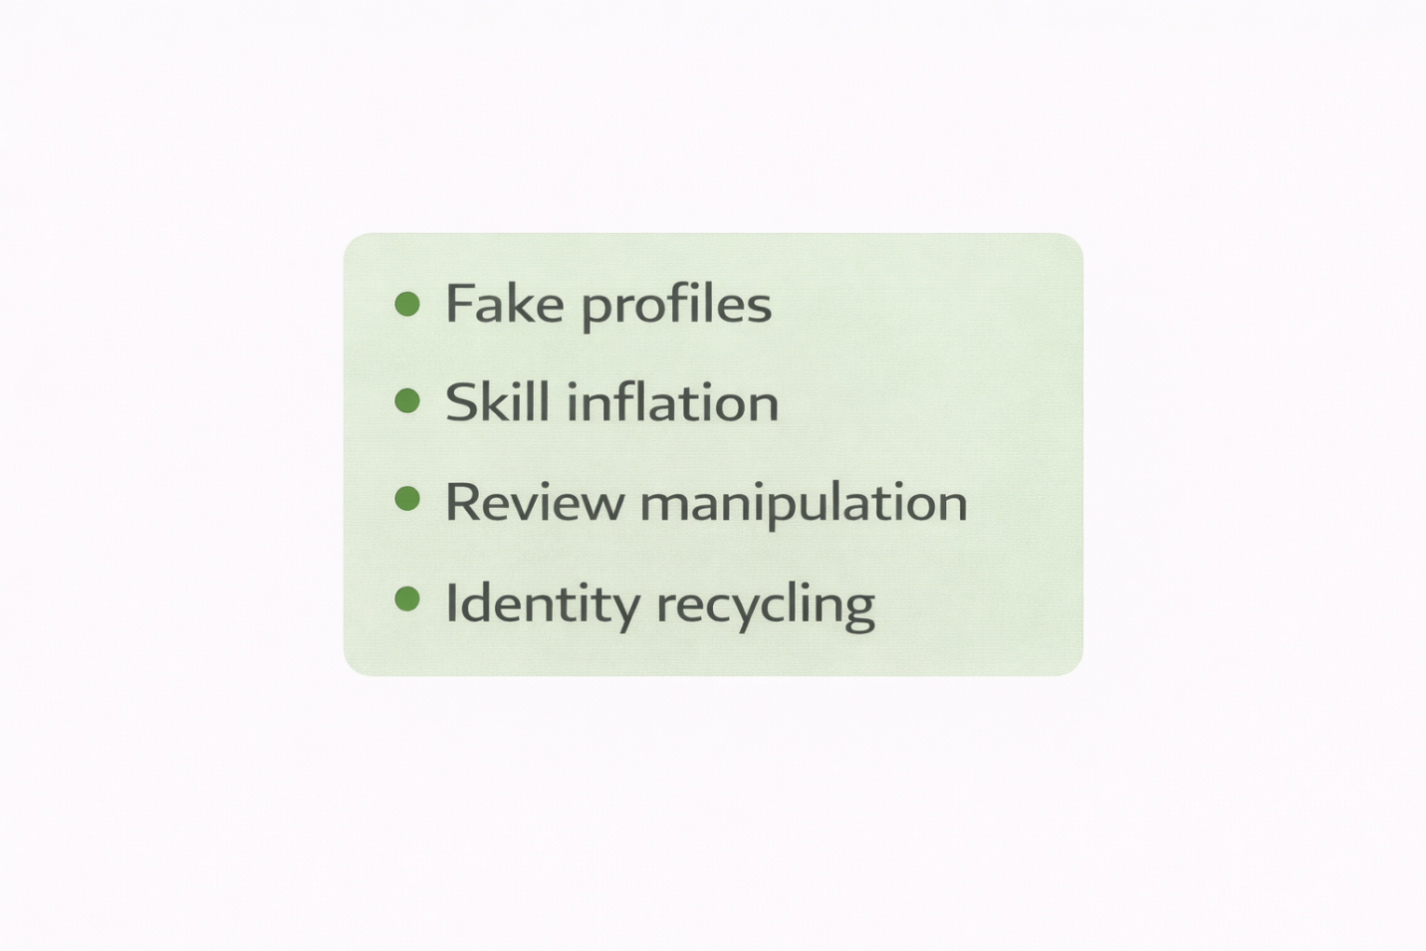 Fake profiles
Skill inflation
Review manipulation
Identity recycling